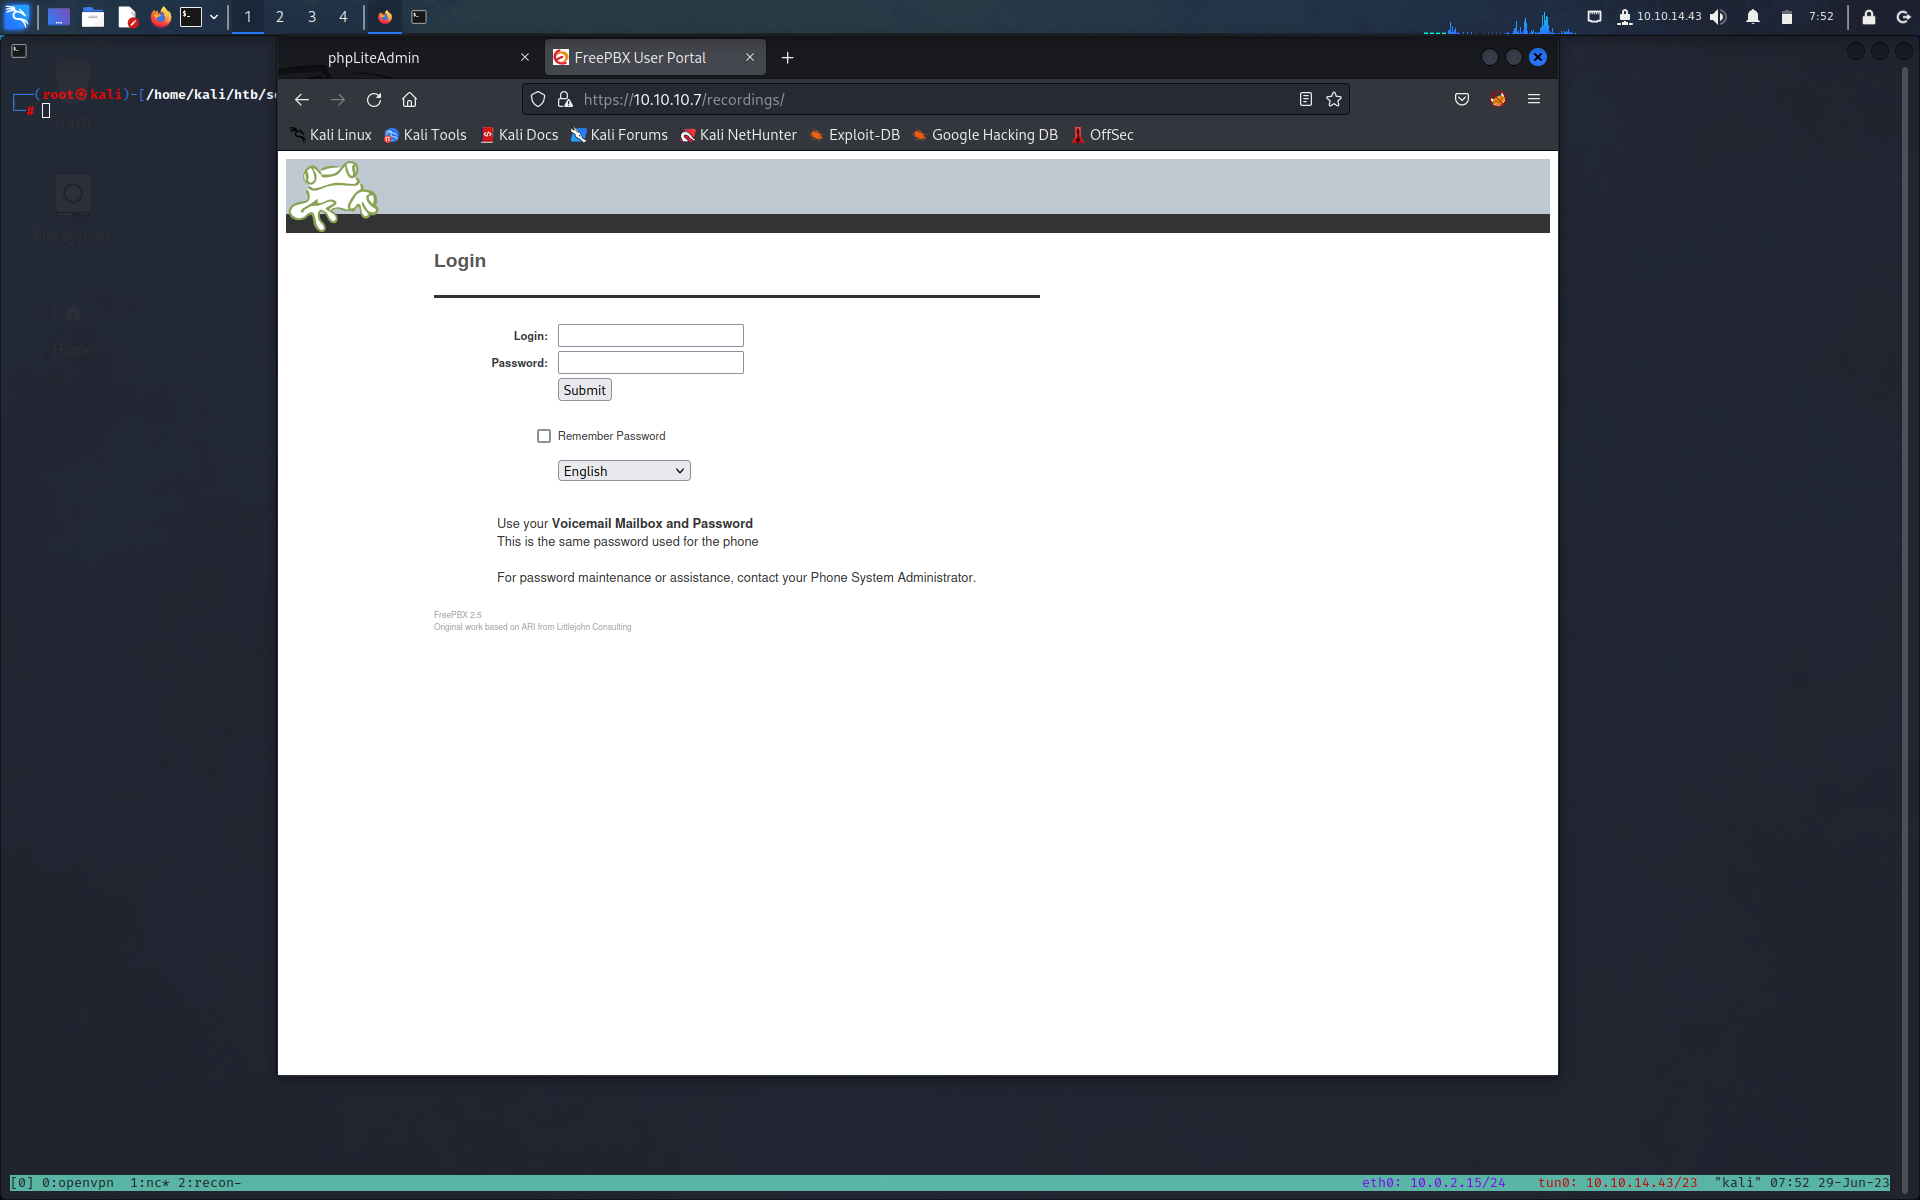 1 2 3 4 10.10.14.43 7:52
phpLiteAdmin FreePBX User Portal
(root㉿kali)-[/home/kali/htb/s
#
https://10.10.10.7/recordings/
Kali Linux Kali Tools Kali Docs Kali Forums Kali NetHunter Exploit-DB Google Hacking DB OffSec
Trash
File System
Home
Login
Login:
Password:
Submit
Remember Password
English
Use your Voicemail Mailbox and Password
This is the same password used for the phone
For password maintenance or assistance, contact your Phone System Administrator.
FreePBX 2.5
Original work based on ARI from Littlejohn Consulting
[0] 0:openvpn 1:nc* 2:recon- eth0: 10.0.2.15/24 tun0: 10.10.14.43/23 "kali" 07:52 29-Jun-23